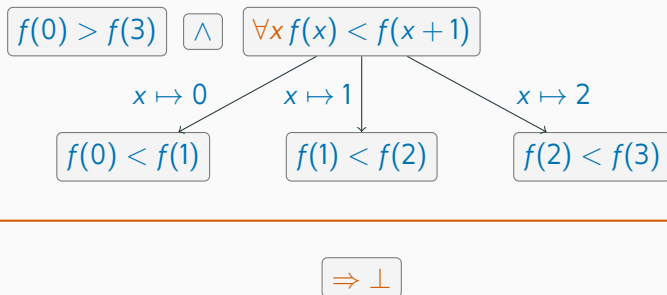 f(0) > f(3) ∧ ∀x f(x) < f(x + 1)
x ↦ 0 x ↦ 1 x ↦ 2
f(0) < f(1) f(1) < f(2) f(2) < f(3)
⇒ ⊥